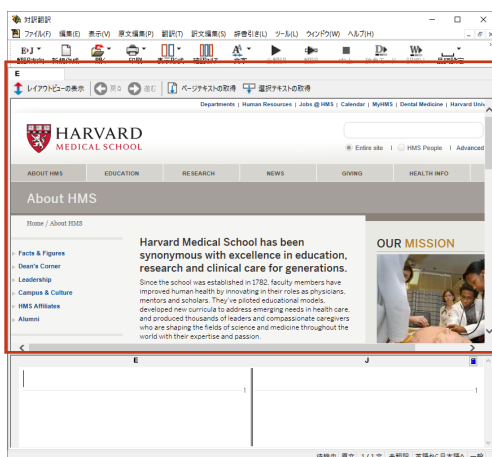 対訳翻訳
ファイル(F) 編集(E) 表示(V) 原文編集(P) 翻訳(T) 訳文編集(S) 辞書引き(L) ツール(U) ウィンドウ(W) ヘルプ(H)
E
レイアウトビューの表示 戻る 進む ページテキストの取得 選択テキストの取得
Departments | Human Resources | Jobs @ HMS | Calendar | MyHMS | Dental Medicine | Harvard Univ
HARVARD
MEDICAL SCHOOL
Entire site | HMS People | Advanced
ABOUT HMS EDUCATION RESEARCH NEWS GIVING HEALTH INFO
About HMS
Home / About HMS
Facts & Figures
Dean's Corner
Leadership
Campus & Culture
HMS Affiliates
Alumni
Harvard Medical School has been
synonymous with excellence in education,
research and clinical care for generations.
Since the school was established in 1782, faculty members have
improved human health by innovating in their roles as physicians,
mentors and scholars. They've piloted educational models,
developed new curricula to address emerging needs in health care,
and produced thousands of leaders and compassionate caregivers
who are shaping the fields of science and medicine throughout the
world with their expertise and passion.
OUR MISSION
E J
1 1